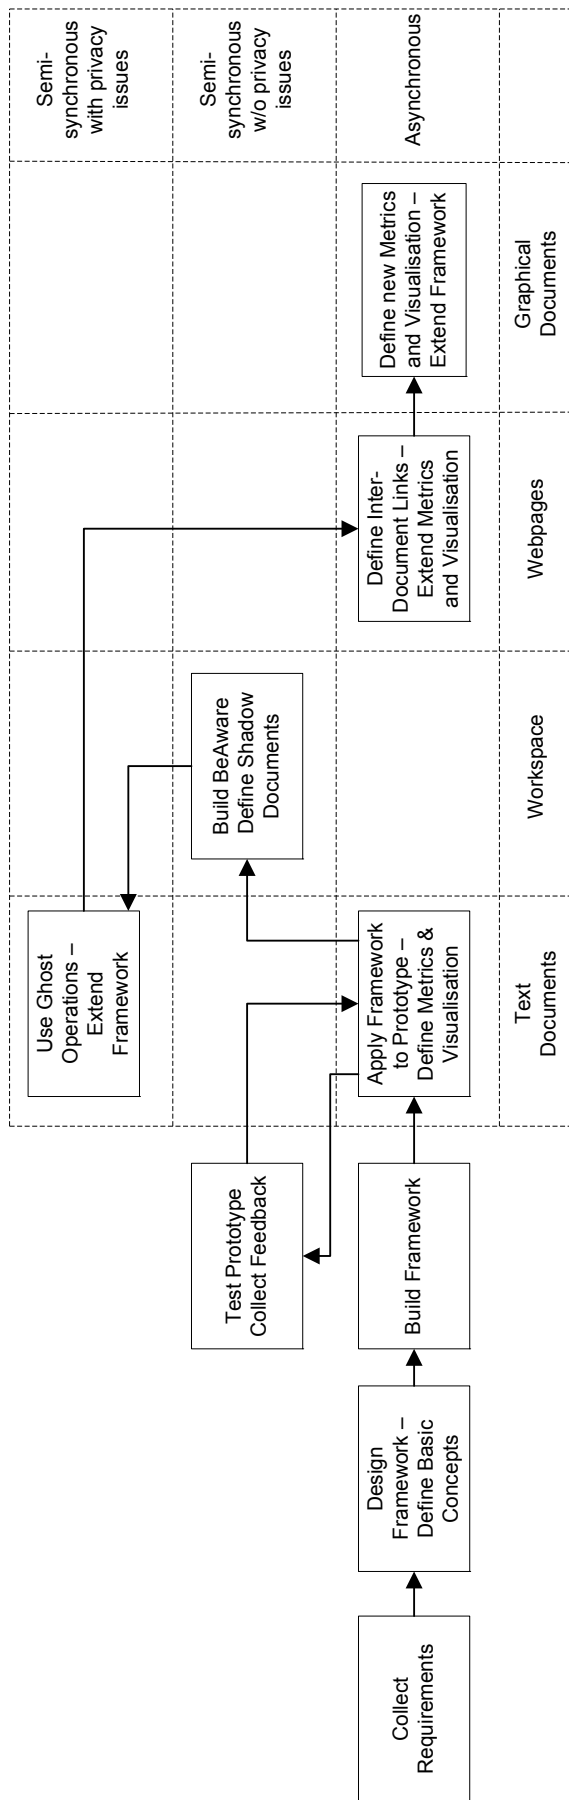 Semi-
synchronous
with privacy
issues
Semi-
synchronous
w/o privacy
issues
Asynchronous
Use Ghost
Operations –
Extend
Framework
Build BeAware
Define Shadow
Documents
Test Prototype
Collect Feedback
Collect
Requirements
Design
Framework –
Define Basic
Concepts
Build Framework
Apply Framework
to Prototype –
Define Metrics &
Visualisation
Define Inter-
Document Links –
Extend Metrics
and Visualisation
Define new Metrics
and Visualisation –
Extend Framework
Text
Documents
Workspace
Webpages
Graphical
Documents